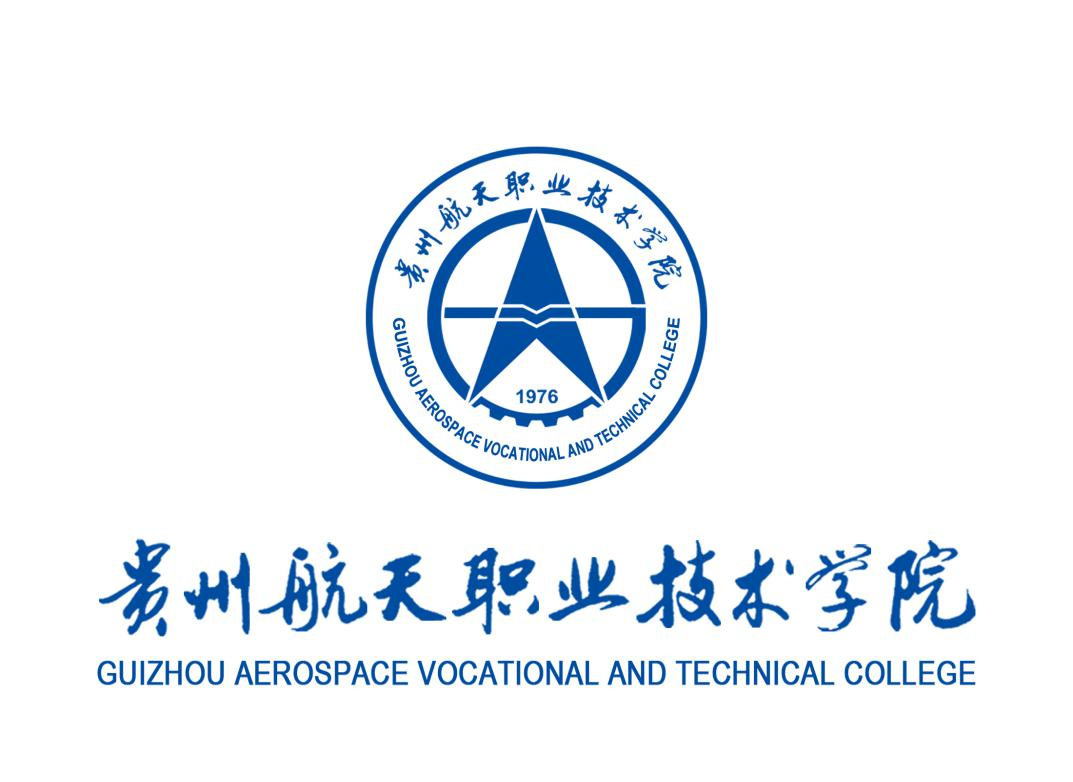 贵州航天职业技术学院
GUIZHOU AEROSPACE VOCATIONAL AND TECHNICAL COLLEGE
1976
贵州航天职业技术学院
GUIZHOU AEROSPACE VOCATIONAL AND TECHNICAL COLLEGE